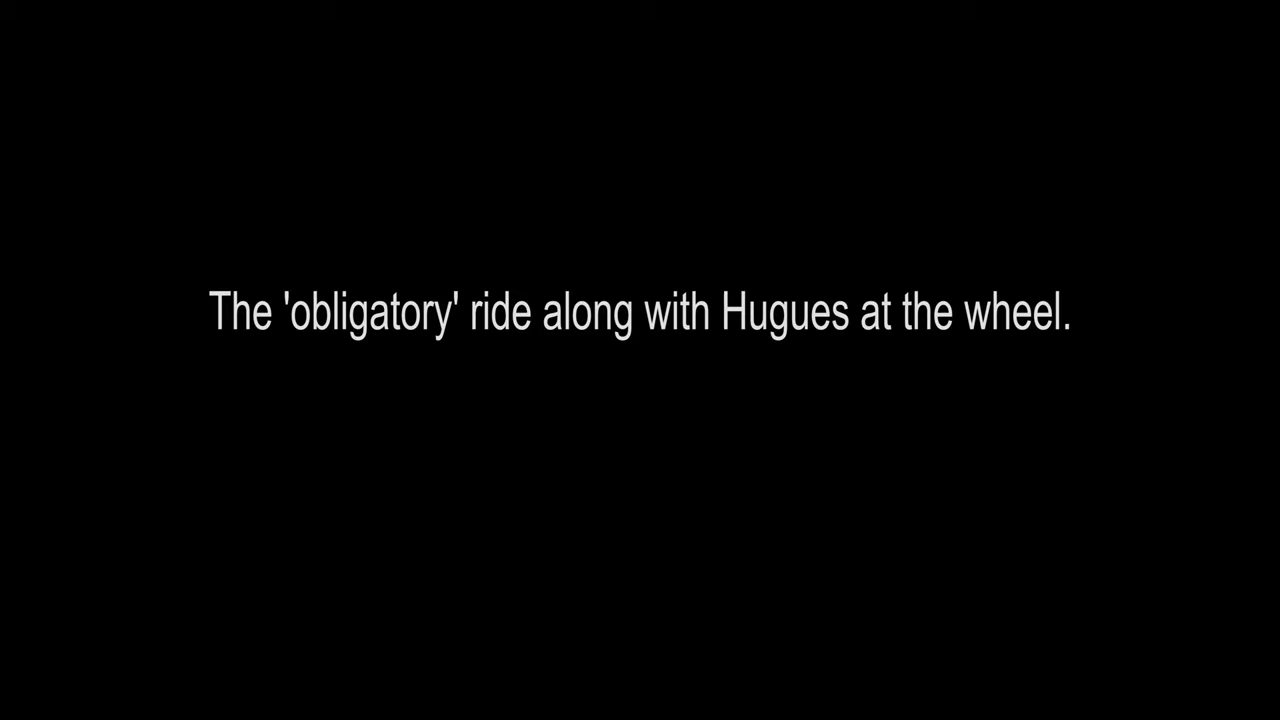 The 'obligatory' ride along with Hugues at the wheel.